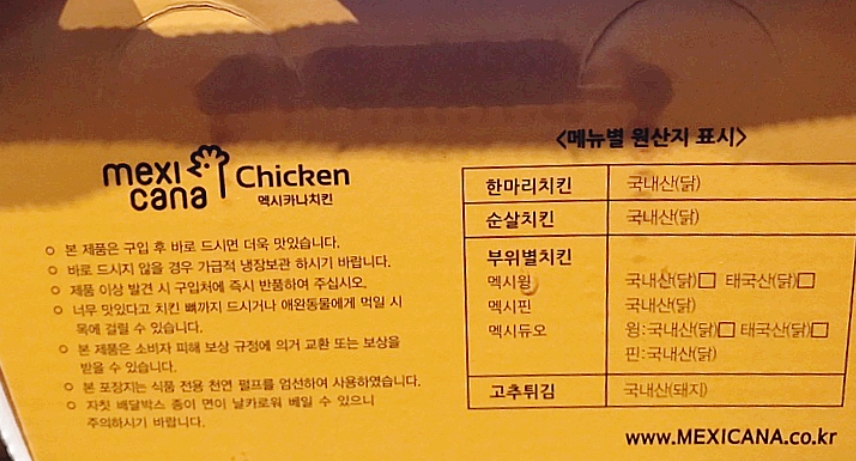 mexi
cana Chicken
멕시카나치킨
○ 본 제품은 구입 후 바로 드시면 더욱 맛있습니다.
○ 바로 드시지 않을 경우 가급적 냉장보관 하시기 바랍니다.
○ 제품 이상 발견 시 구입처에 즉시 반품하여 주십시오.
○ 너무 맛있다고 치킨 뼈까지 드시거나 애완동물에게 먹일 시
목에 걸릴 수 있습니다.
○ 본 제품은 소비자 피해 보상 규정에 의거 교환 또는 보상을
받을 수 있습니다.
○ 본 포장지는 식품 전용 천연 펄프를 엄선하여 사용하였습니다.
○ 자칫 배달박스 종이 면이 날카로워 베일 수 있으니
주의하시기 바랍니다.
<메뉴별 원산지 표시>
한마리치킨 국내산(닭)
순살치킨 국내산(닭)
부위별치킨
멕시윙 국내산(닭)□ 태국산(닭)□
멕시핀 국내산(닭)
멕시듀오 윙:국내산(닭)□ 태국산(닭)□
핀:국내산(닭)
고추튀김 국내산(돼지)
www.MEXICANA.co.kr